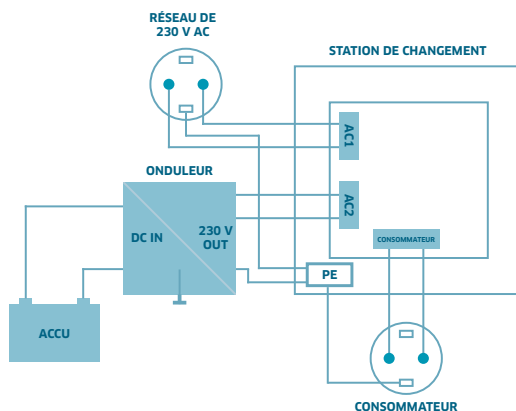 RÉSEAU DE
230 V AC
STATION DE CHANGEMENT
AC1
ONDULEUR
AC2
230 V
OUT
DC IN
CONSOMMATEUR
PE
ACCU
CONSOMMATEUR